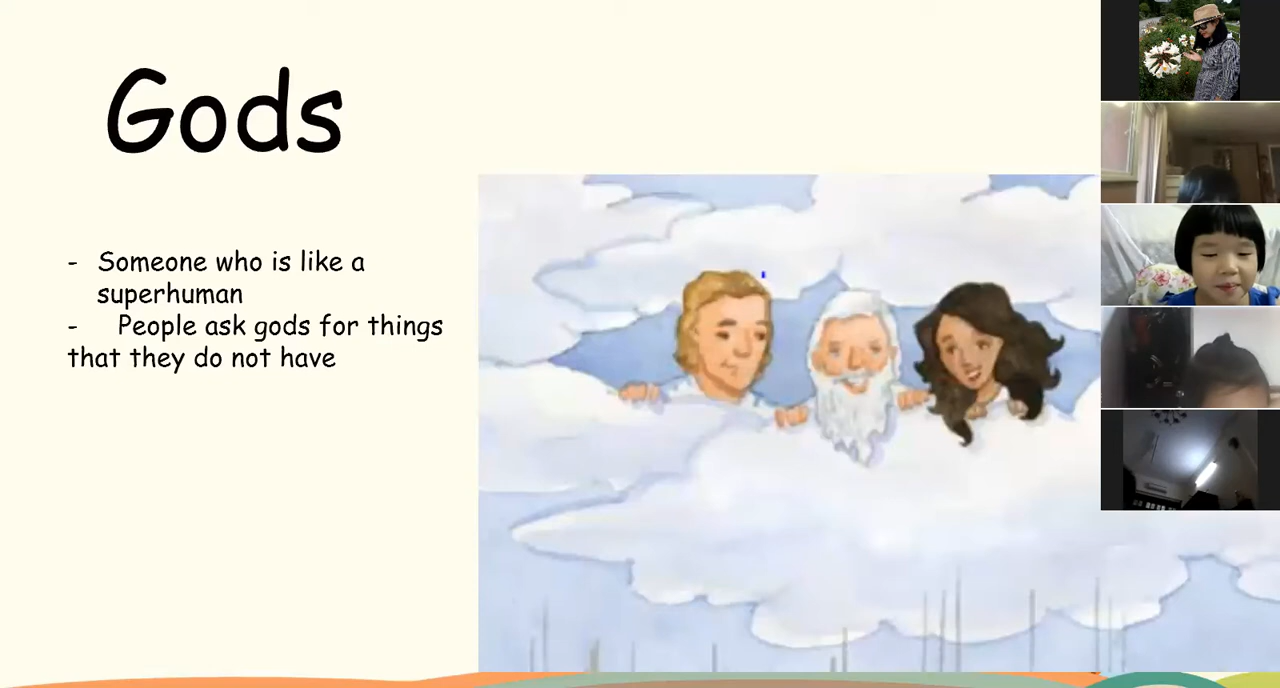 Gods
- Someone who is like a
superhuman
- People ask gods for things
that they do not have